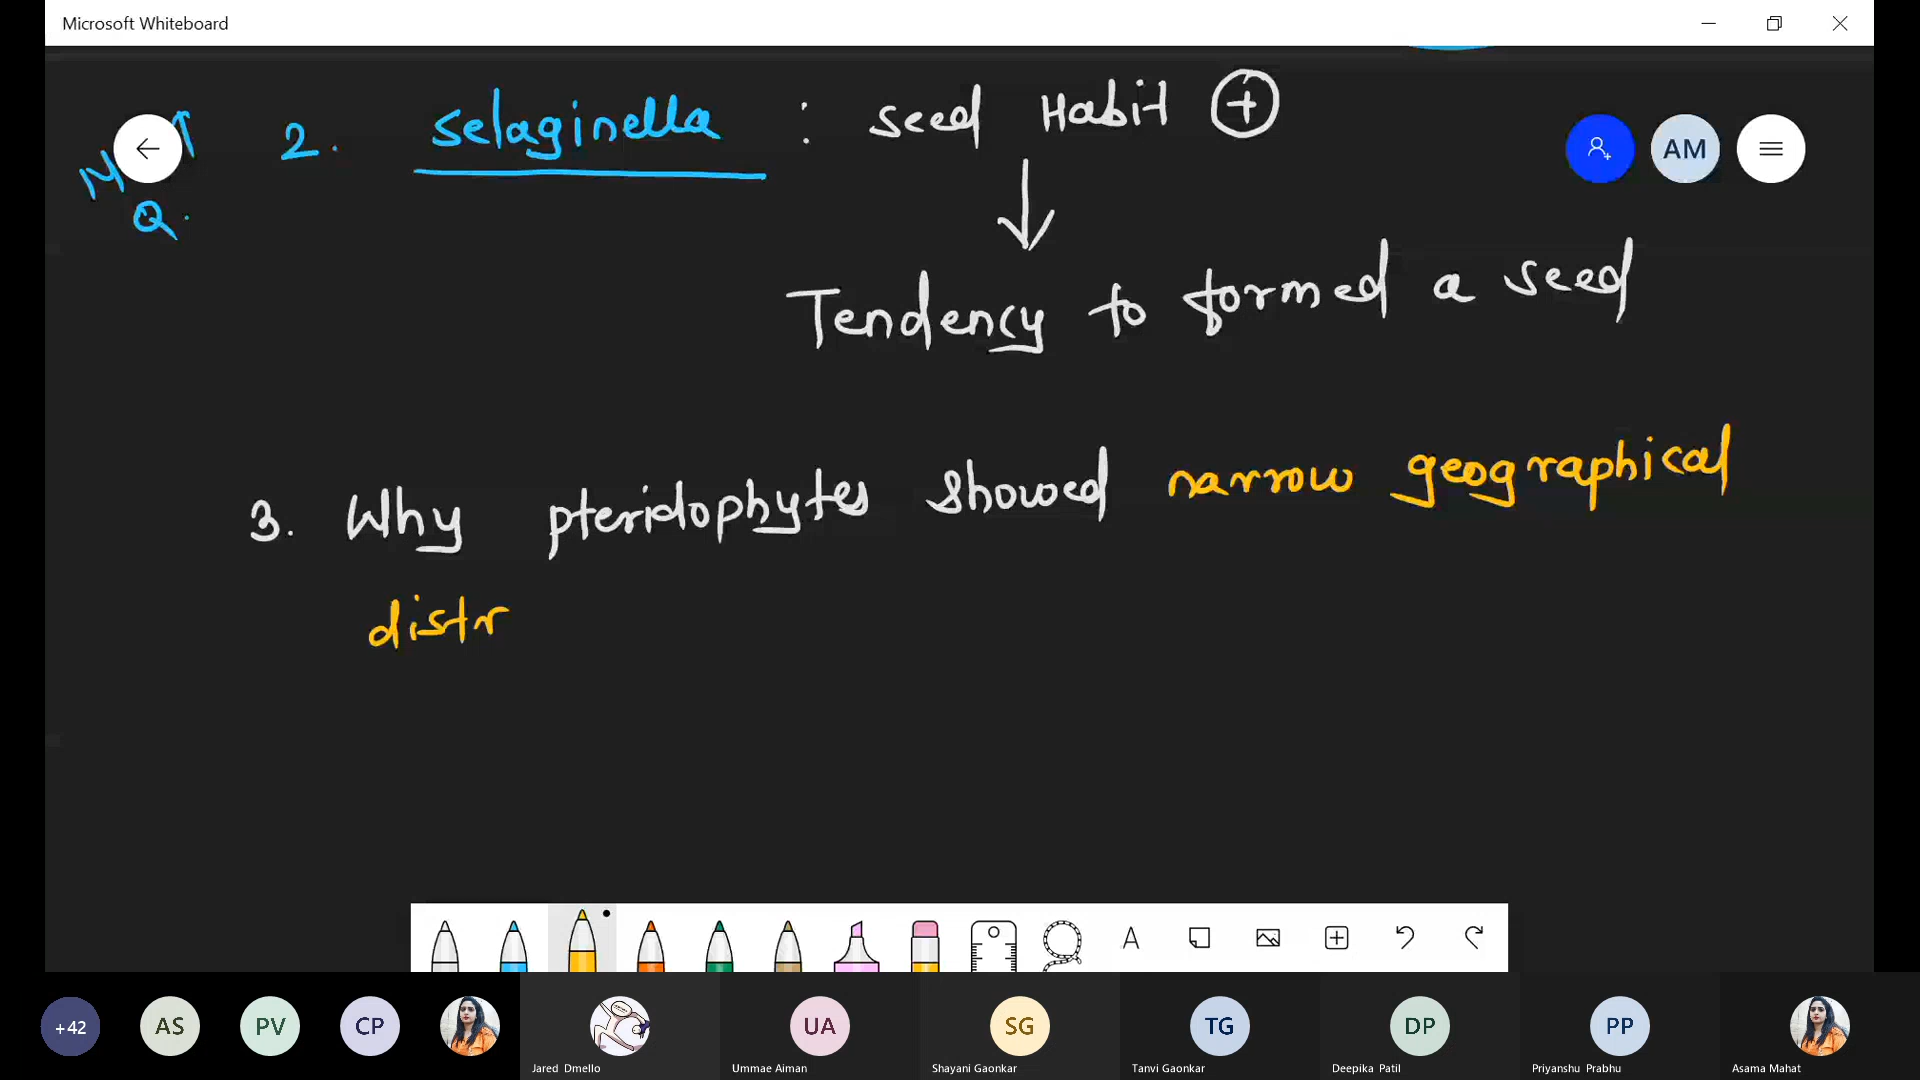 Microsoft Whiteboard
2. Selaginella : seed Habit +
Q.
AM
Tendency to formed a seed
3. Why pteridophytes showed narrow geographical
distr
A
+42 AS PV CP UA SG TG DP PP
Jared Dmello Ummae Aiman Shayani Gaonkar Tanvi Gaonkar Deepika Patil Priyanshu Prabhu Asama Mahat